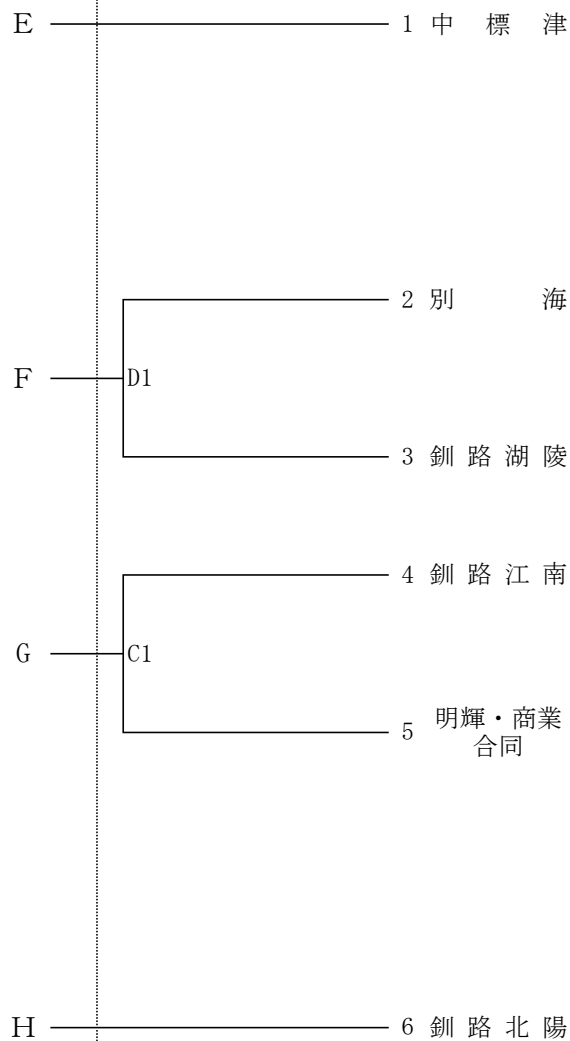 E 1 中標津
2 別海
F D1
3 釧路湖陵
4 釧路江南
G C1
5 明輝・商業
合同
H 6 釧路北陽